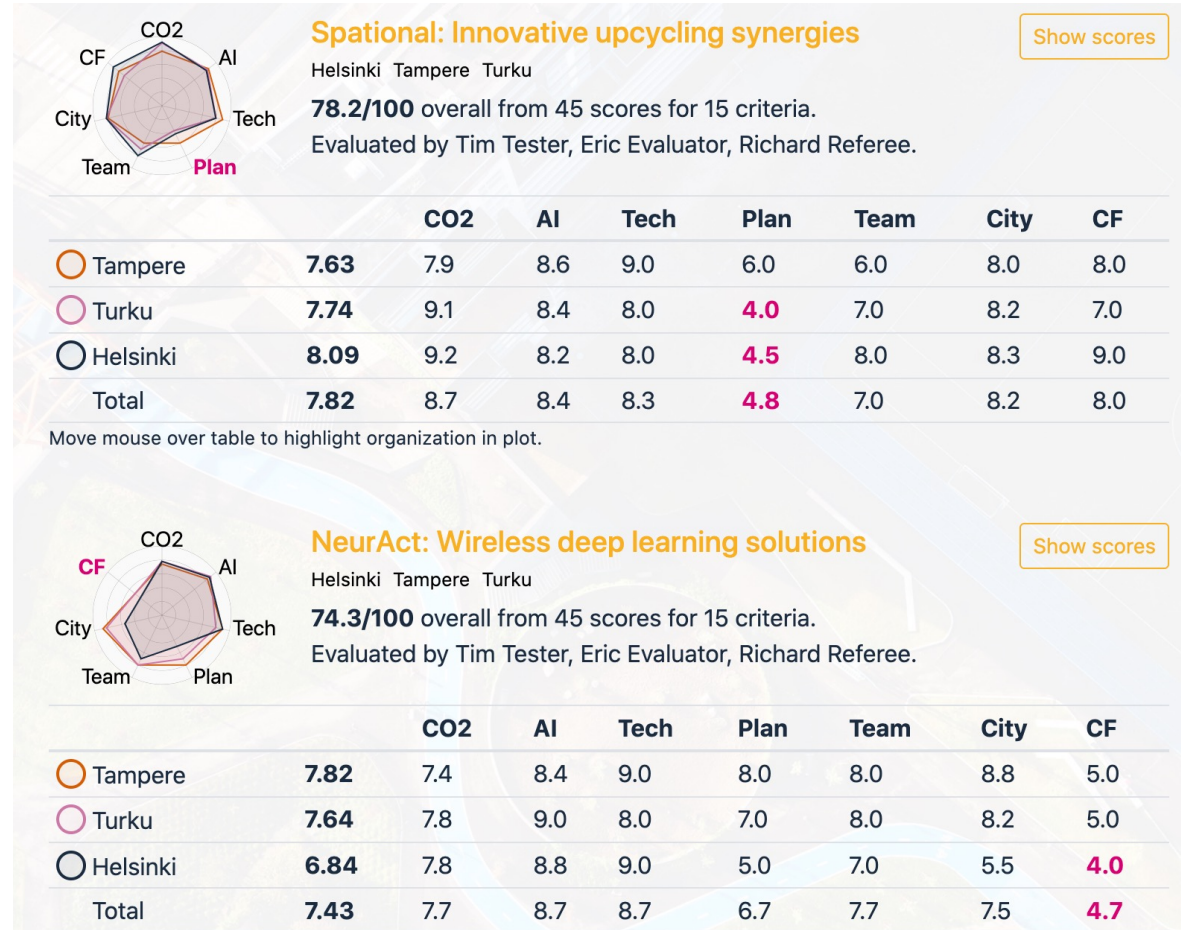 CO2
CF
AI
City
Tech
Team
Plan
Spational: Innovative upcycling synergies
Show scores
Helsinki Tampere Turku
78.2/100 overall from 45 scores for 15 criteria.
Evaluated by Tim Tester, Eric Evaluator, Richard Referee.
CO2 AI Tech Plan Team City CF
Tampere 7.63 7.9 8.6 9.0 6.0 6.0 8.0 8.0
Turku 7.74 9.1 8.4 8.0 4.0 7.0 8.2 7.0
Helsinki 8.09 9.2 8.2 8.0 4.5 8.0 8.3 9.0
Total 7.82 8.7 8.4 8.3 4.8 7.0 8.2 8.0
Move mouse over table to highlight organization in plot.
CO2
CF
AI
City
Tech
Team
Plan
NeurAct: Wireless deep learning solutions
Show scores
Helsinki Tampere Turku
74.3/100 overall from 45 scores for 15 criteria.
Evaluated by Tim Tester, Eric Evaluator, Richard Referee.
CO2 AI Tech Plan Team City CF
Tampere 7.82 7.4 8.4 9.0 8.0 8.0 8.8 5.0
Turku 7.64 7.8 9.0 8.0 7.0 8.0 8.2 5.0
Helsinki 6.84 7.8 8.8 9.0 5.0 7.0 5.5 4.0
Total 7.43 7.7 8.7 8.7 6.7 7.7 7.5 4.7